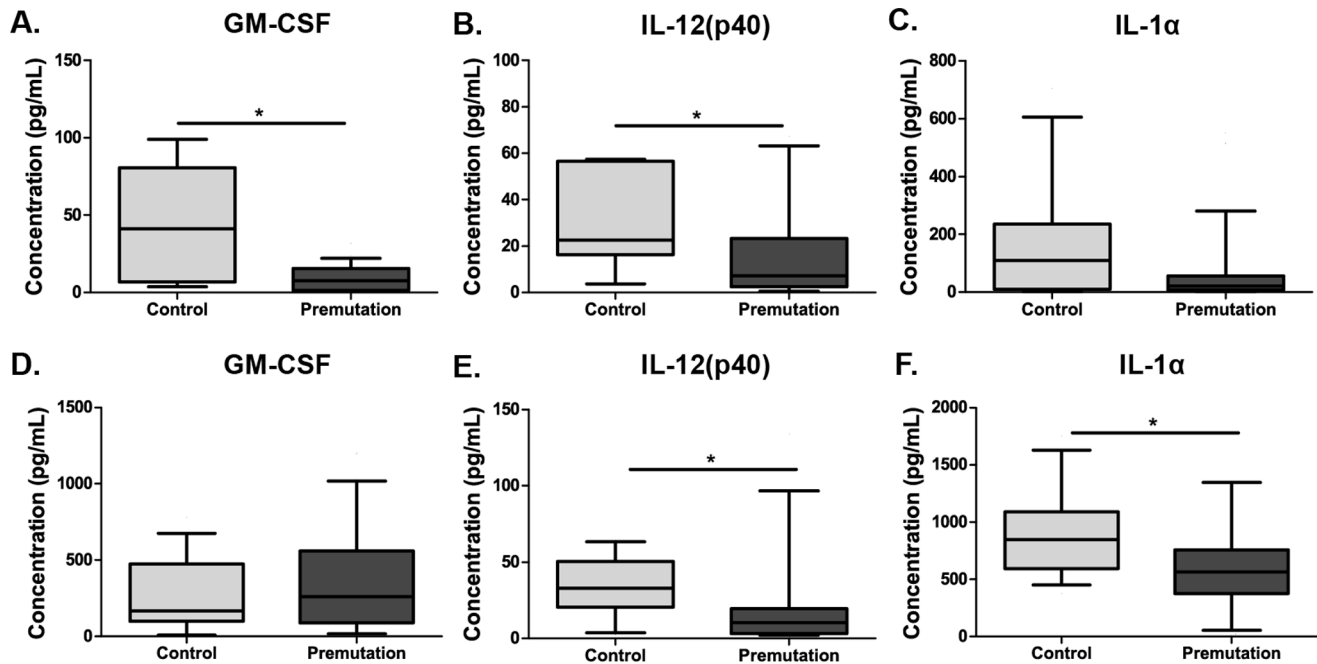 A.
GM-CSF
Concentration (pg/mL)
150
100
50
0
*
Control Premutation
B.
IL-12(p40)
Concentration (pg/mL)
100
80
60
40
20
0
*
Control Premutation
C.
IL-1α
Concentration (pg/mL)
800
600
400
200
0
Control Premutation
D.
GM-CSF
Concentration (pg/mL)
1500
1000
500
0
Control Premutation
E.
IL-12(p40)
Concentration (pg/mL)
150
100
50
0
*
Control Premutation
F.
IL-1α
Concentration (pg/mL)
2000
1500
1000
500
0
*
Control Premutation